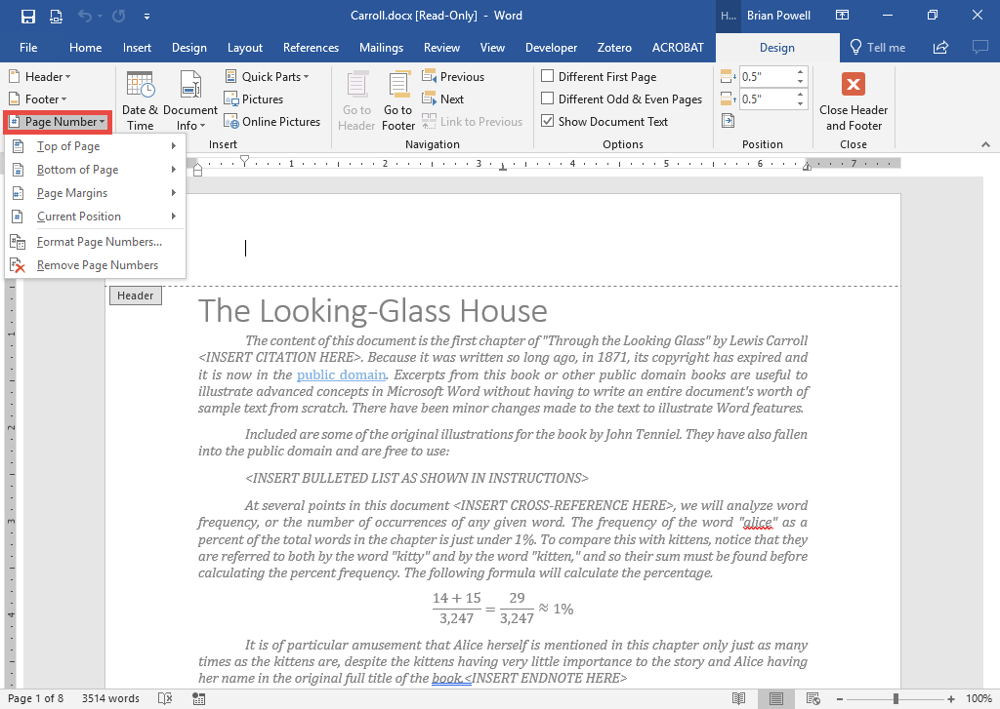 Carroll.docx [Read-Only] - Word
H...
Brian Powell
File Home Insert Design Layout References Mailings Review View Developer Zotero ACROBAT Design Tell me
Header
Footer
Page Number
Date & Time
Document Info
Quick Parts
Pictures
Online Pictures
Insert
Go to Header
Go to Footer
Previous
Next
Link to Previous
Navigation
Different First Page
Different Odd & Even Pages
Show Document Text
Options
0.5"
0.5"
Position
Close Header and Footer
Close
Top of Page
Bottom of Page
Page Margins
Current Position
Format Page Numbers...
Remove Page Numbers
1 2 3 4 5 6 7
1
2
3
4
Header
The Looking-Glass House
The content of this document is the first chapter of "Through the Looking Glass" by Lewis Carroll
<INSERT CITATION HERE>. Because it was written so long ago, in 1871, its copyright has expired and
it is now in the public domain. Excerpts from this book or other public domain books are useful to
illustrate advanced concepts in Microsoft Word without having to write an entire document's worth of
sample text from scratch. There have been minor changes made to the text to illustrate Word features.
Included are some of the original illustrations for the book by John Tenniel. They have also fallen
into the public domain and are free to use:
<INSERT BULLETED LIST AS SHOWN IN INSTRUCTIONS>
At several points in this document <INSERT CROSS-REFERENCE HERE>, we will analyze word
frequency, or the number of occurrences of any given word. The frequency of the word "alice" as a
percent of the total words in the chapter is just under 1%. To compare this with kittens, notice that they
are referred to both by the word "kitty" and by the word "kitten," and so their sum must be found before
calculating the percent frequency. The following formula will calculate the percentage.
14 + 15 29
= ≈ 1%
3,247 3,247
It is of particular amusement that Alice herself is mentioned in this chapter only just as many
times as the kittens are, despite the kittens having very little importance to the story and Alice having
her name in the original full title of the book.<INSERT ENDNOTE HERE>
Page 1 of 8 3514 words 100%